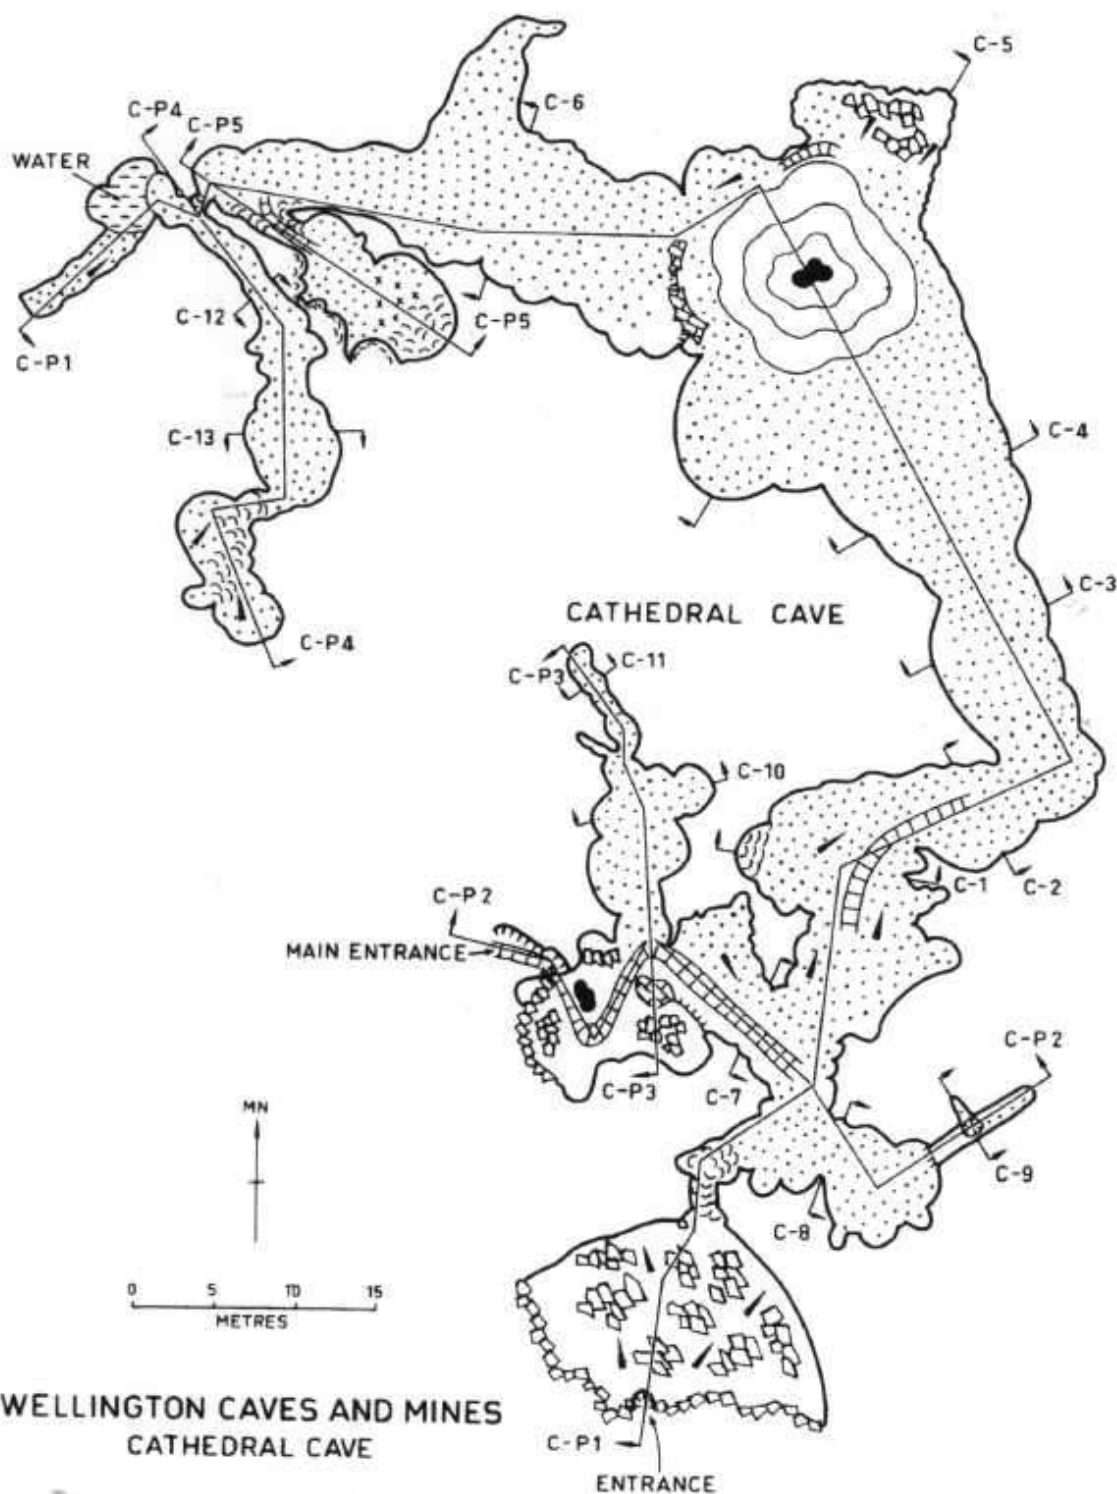 C-5
C-6
C-P4
C-P5
WATER
C-12
C-P5
C-P1
C-13
C-4
C-3
CATHEDRAL CAVE
C-P4
C-11
C-P3
C-10
C-1
C-2
C-P2
MAIN ENTRANCE
C-P2
C-P3
C-7
MN
C-9
C-8
0 5 10 15
METRES
WELLINGTON CAVES AND MINES
CATHEDRAL CAVE
C-P1
ENTRANCE